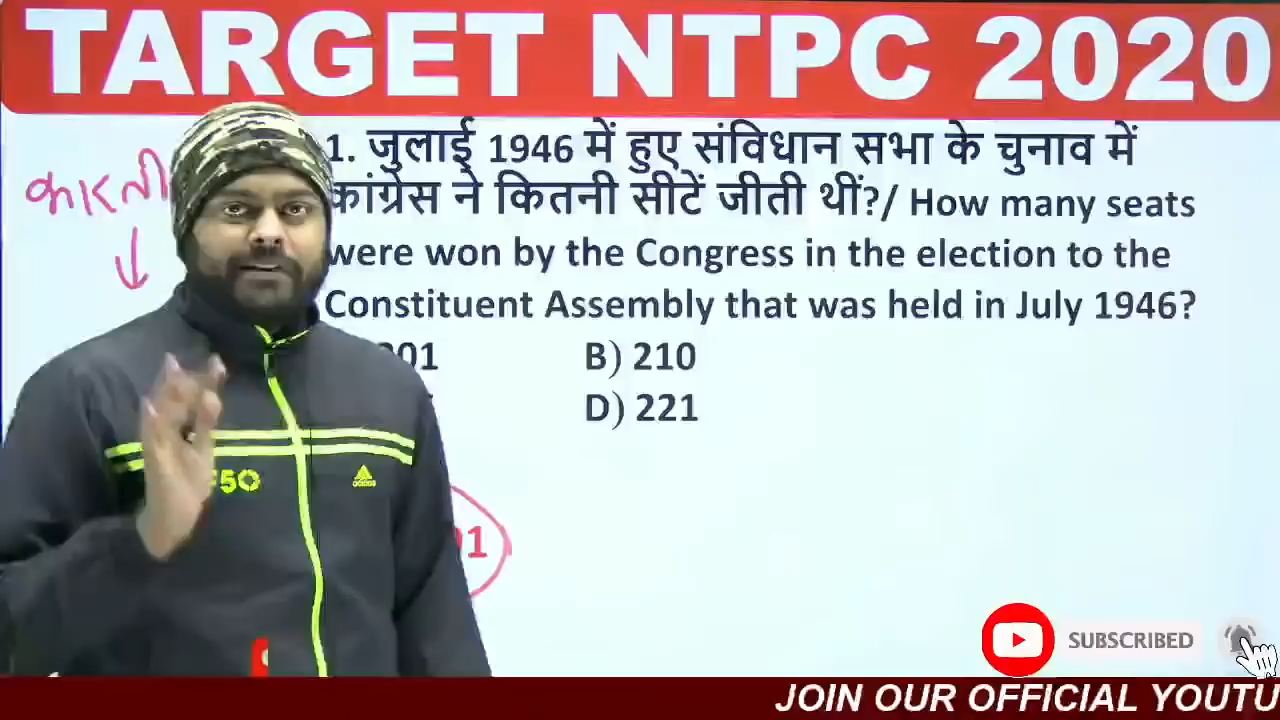 TARGET NTPC 2020
1. जुलाई 1946 में हुए संविधान सभा के चुनाव में
कांग्रेस ने कितनी सीटें जीती थीं?/ How many seats
were won by the Congress in the election to the
Constituent Assembly that was held in July 1946?
B) 210
D) 221
adidas
SUBSCRIBED
JOIN OUR OFFICIAL YOUTU